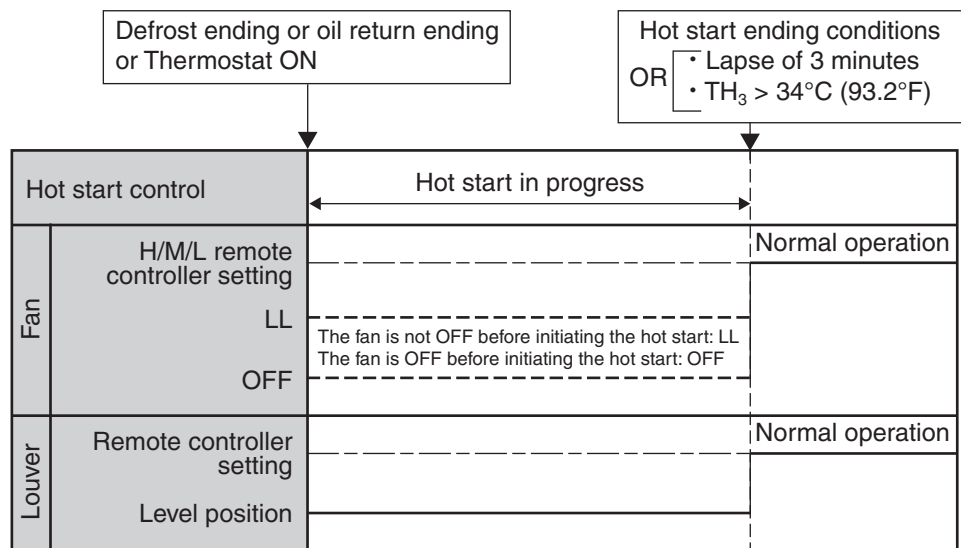 Defrost ending or oil return ending
or Thermostat ON
Hot start ending conditions
OR
・Lapse of 3 minutes
・TH₃ > 34°C (93.2°F)
Hot start control
Hot start in progress
Fan
H/M/L remote
controller setting
Normal operation
LL
The fan is not OFF before initiating the hot start: LL
The fan is OFF before initiating the hot start: OFF
OFF
Louver
Remote controller
setting
Normal operation
Level position